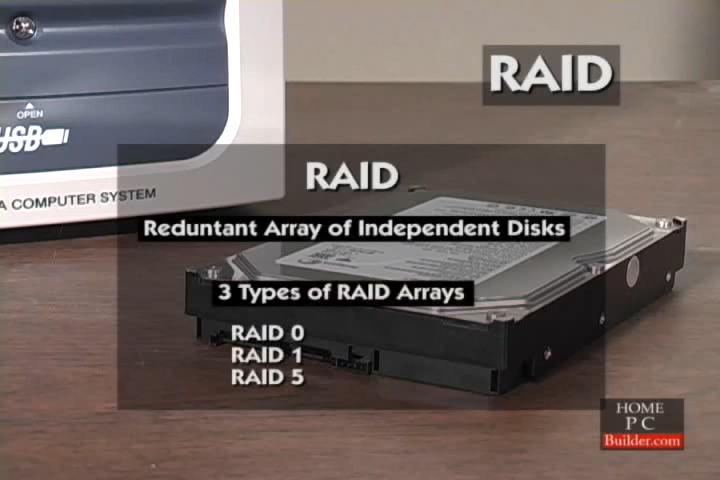 RAID
RAID
Reduntant Array of Independent Disks
3 Types of RAID Arrays
RAID 0
RAID 1
RAID 5
OPEN
USB
A COMPUTER SYSTEM
HOME
PC
Builder.com